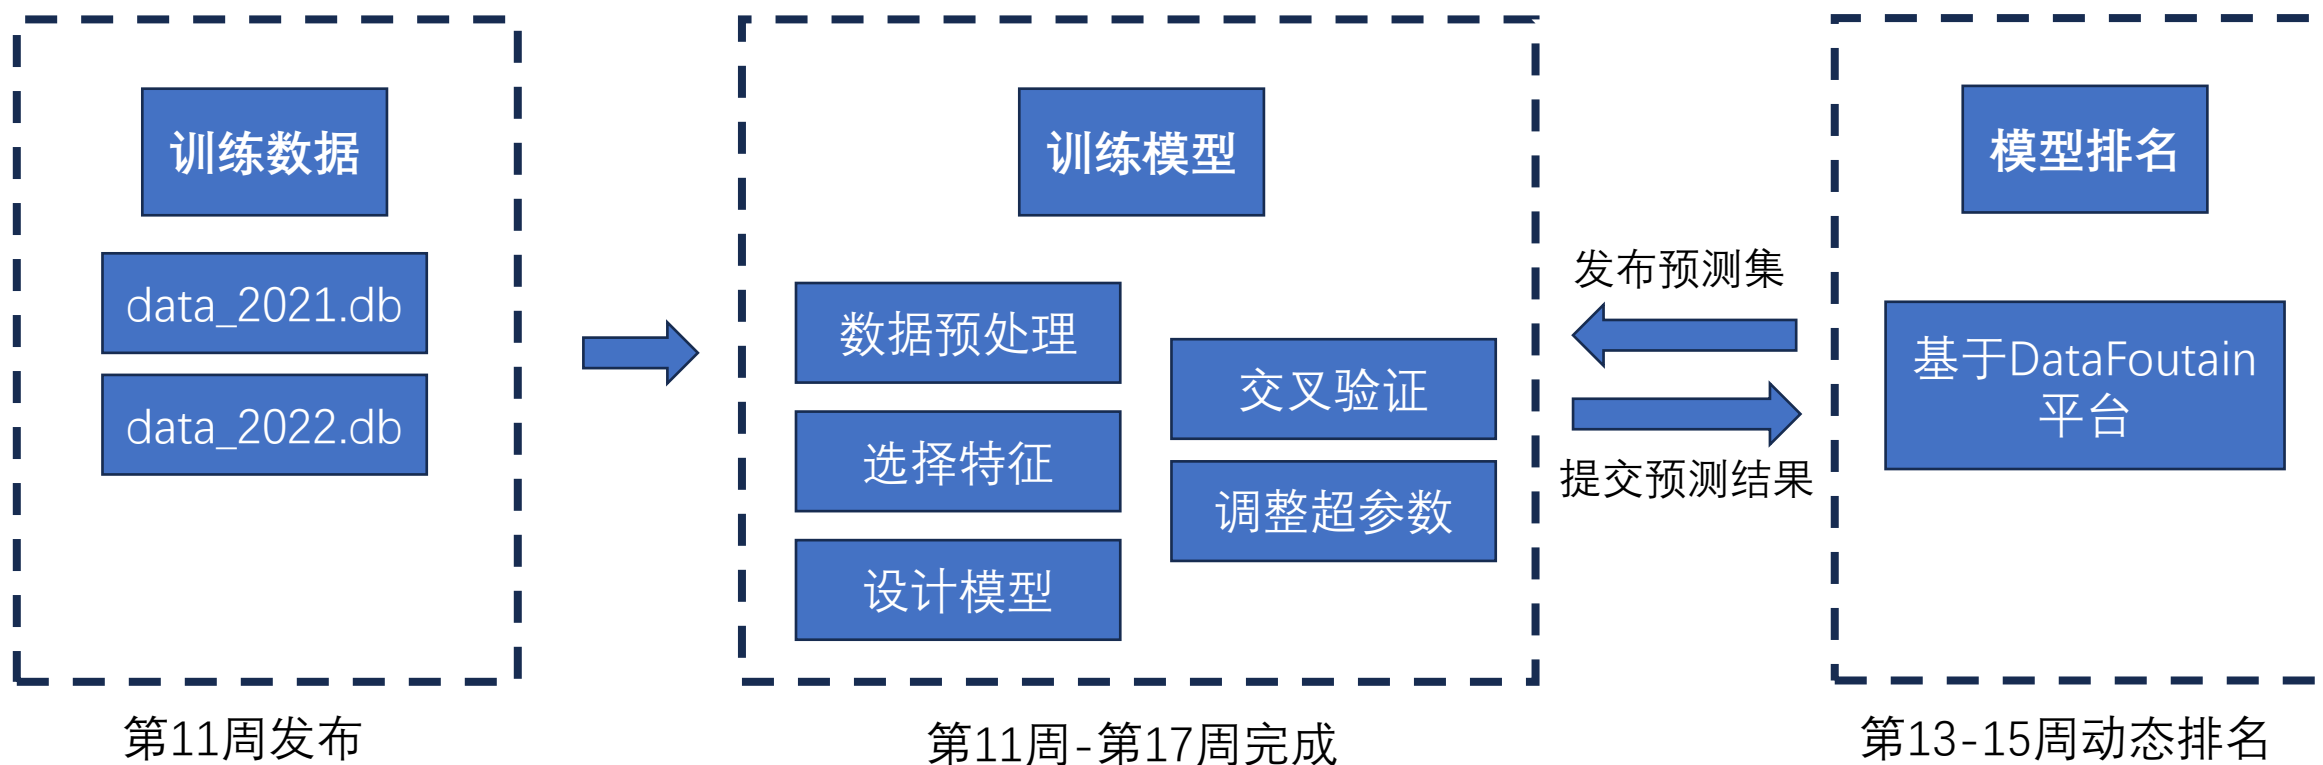 训练数据
data_2021.db
data_2022.db
第11周发布
训练模型
数据预处理
选择特征
设计模型
交叉验证
调整超参数
第11周-第17周完成
发布预测集
提交预测结果
模型排名
基于DataFoutain
平台
第13-15周动态排名